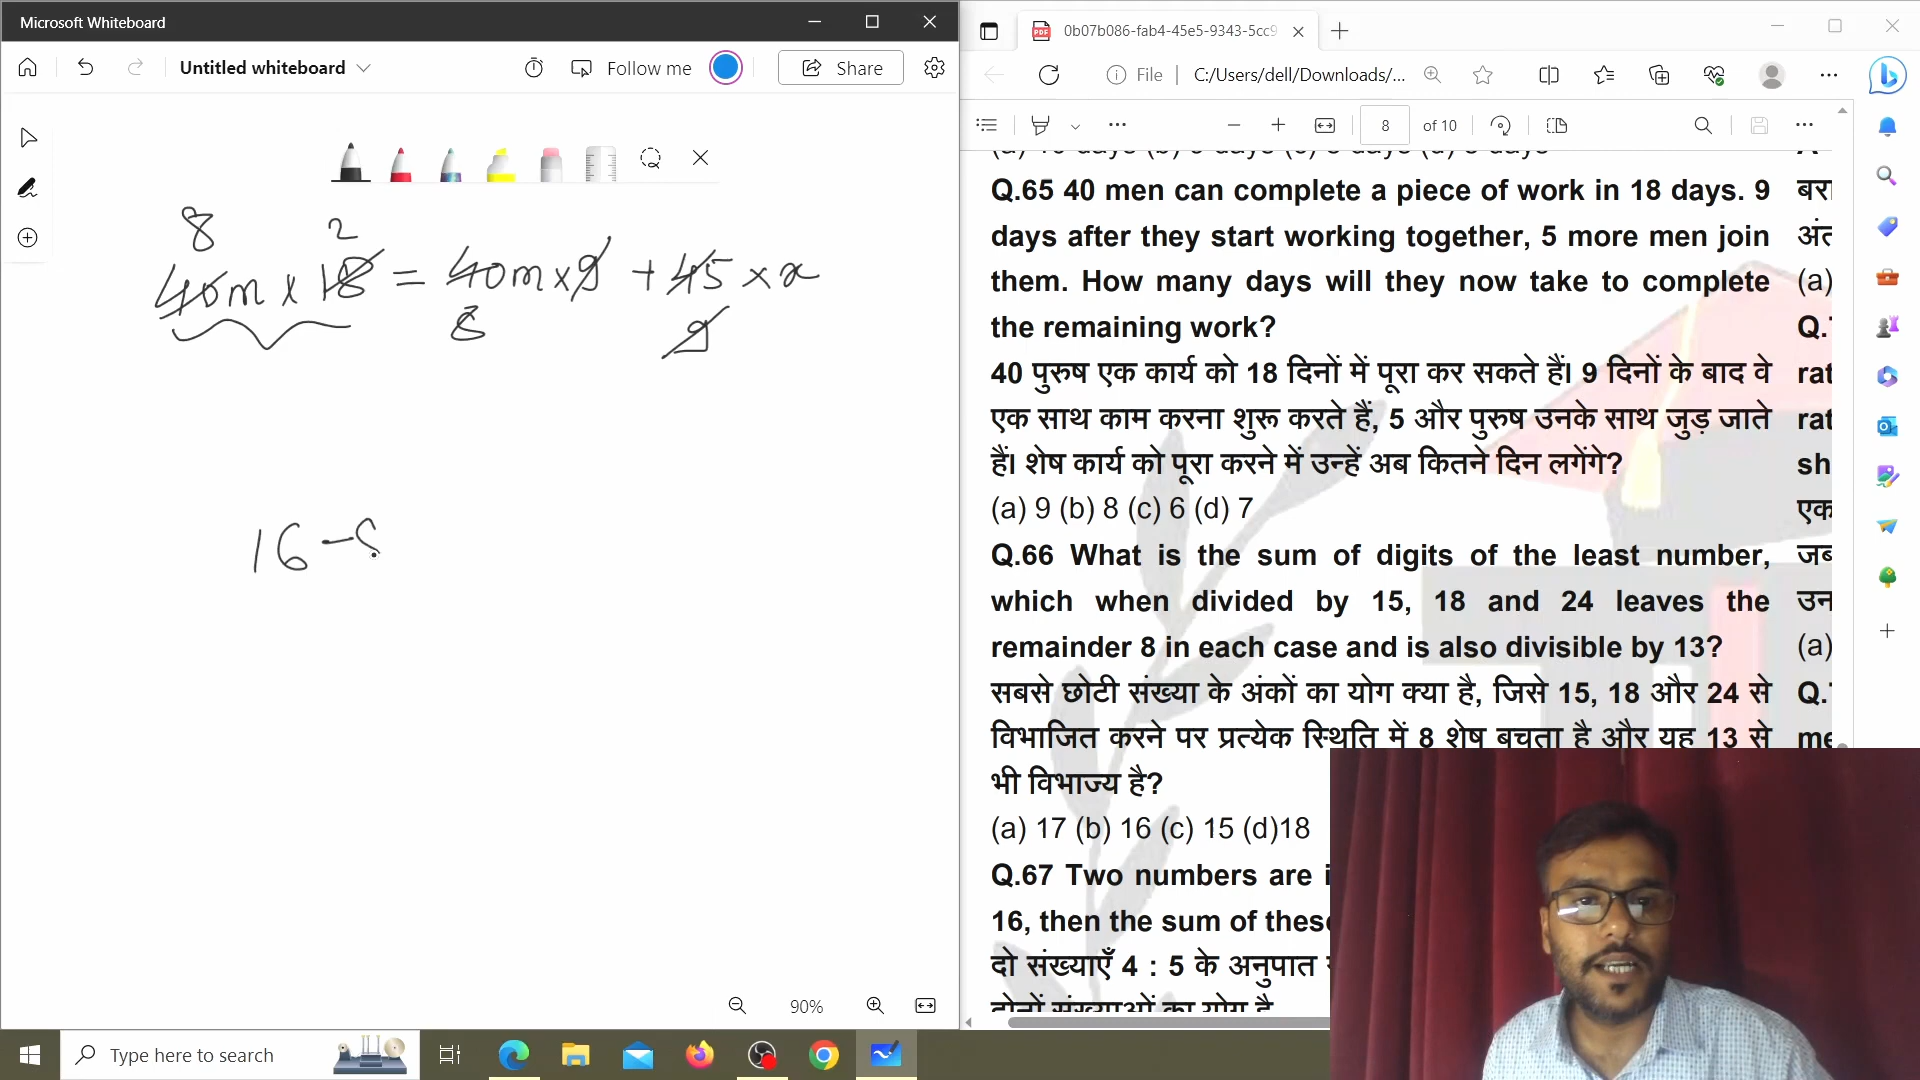 Microsoft Whiteboard
Untitled whiteboard
Follow me
Share
8 2
40m × 18 = 40m × 9 + 45 × x
8 9
16 -
90%
0b07b086-fab4-45e5-9343-5cc9
File
C:/Users/dell/Downloads/...
8 of 10
Q.65 40 men can complete a piece of work in 18 days. 9
days after they start working together, 5 more men join
them. How many days will they now take to complete
the remaining work?
40 पुरुष एक कार्य को 18 दिनों में पूरा कर सकते हैं। 9 दिनों के बाद वे
एक साथ काम करना शुरू करते हैं, 5 और पुरुष उनके साथ जुड़ जाते
हैं। शेष कार्य को पूरा करने में उन्हें अब कितने दिन लगेंगे?
(a) 9 (b) 8 (c) 6 (d) 7
Q.66 What is the sum of digits of the least number,
which when divided by 15, 18 and 24 leaves the
remainder 8 in each case and is also divisible by 13?
सबसे छोटी संख्या के अंकों का योग क्या है, जिसे 15, 18 और 24 से
विभाजित करने पर प्रत्येक स्थिति में 8 शेष बचता है और यह 13 से
भी विभाज्य है?
(a) 17 (b) 16 (c) 15 (d)18
Q.67 Two numbers are i
16, then the sum of these
दो संख्याएँ 4 : 5 के अनुपात
दोनों संख्याओं का योग है
बरा
अंत
(a)
Q.
rat
rat
sh
एक
जब
उन
(a)
Q.
me
Type here to search